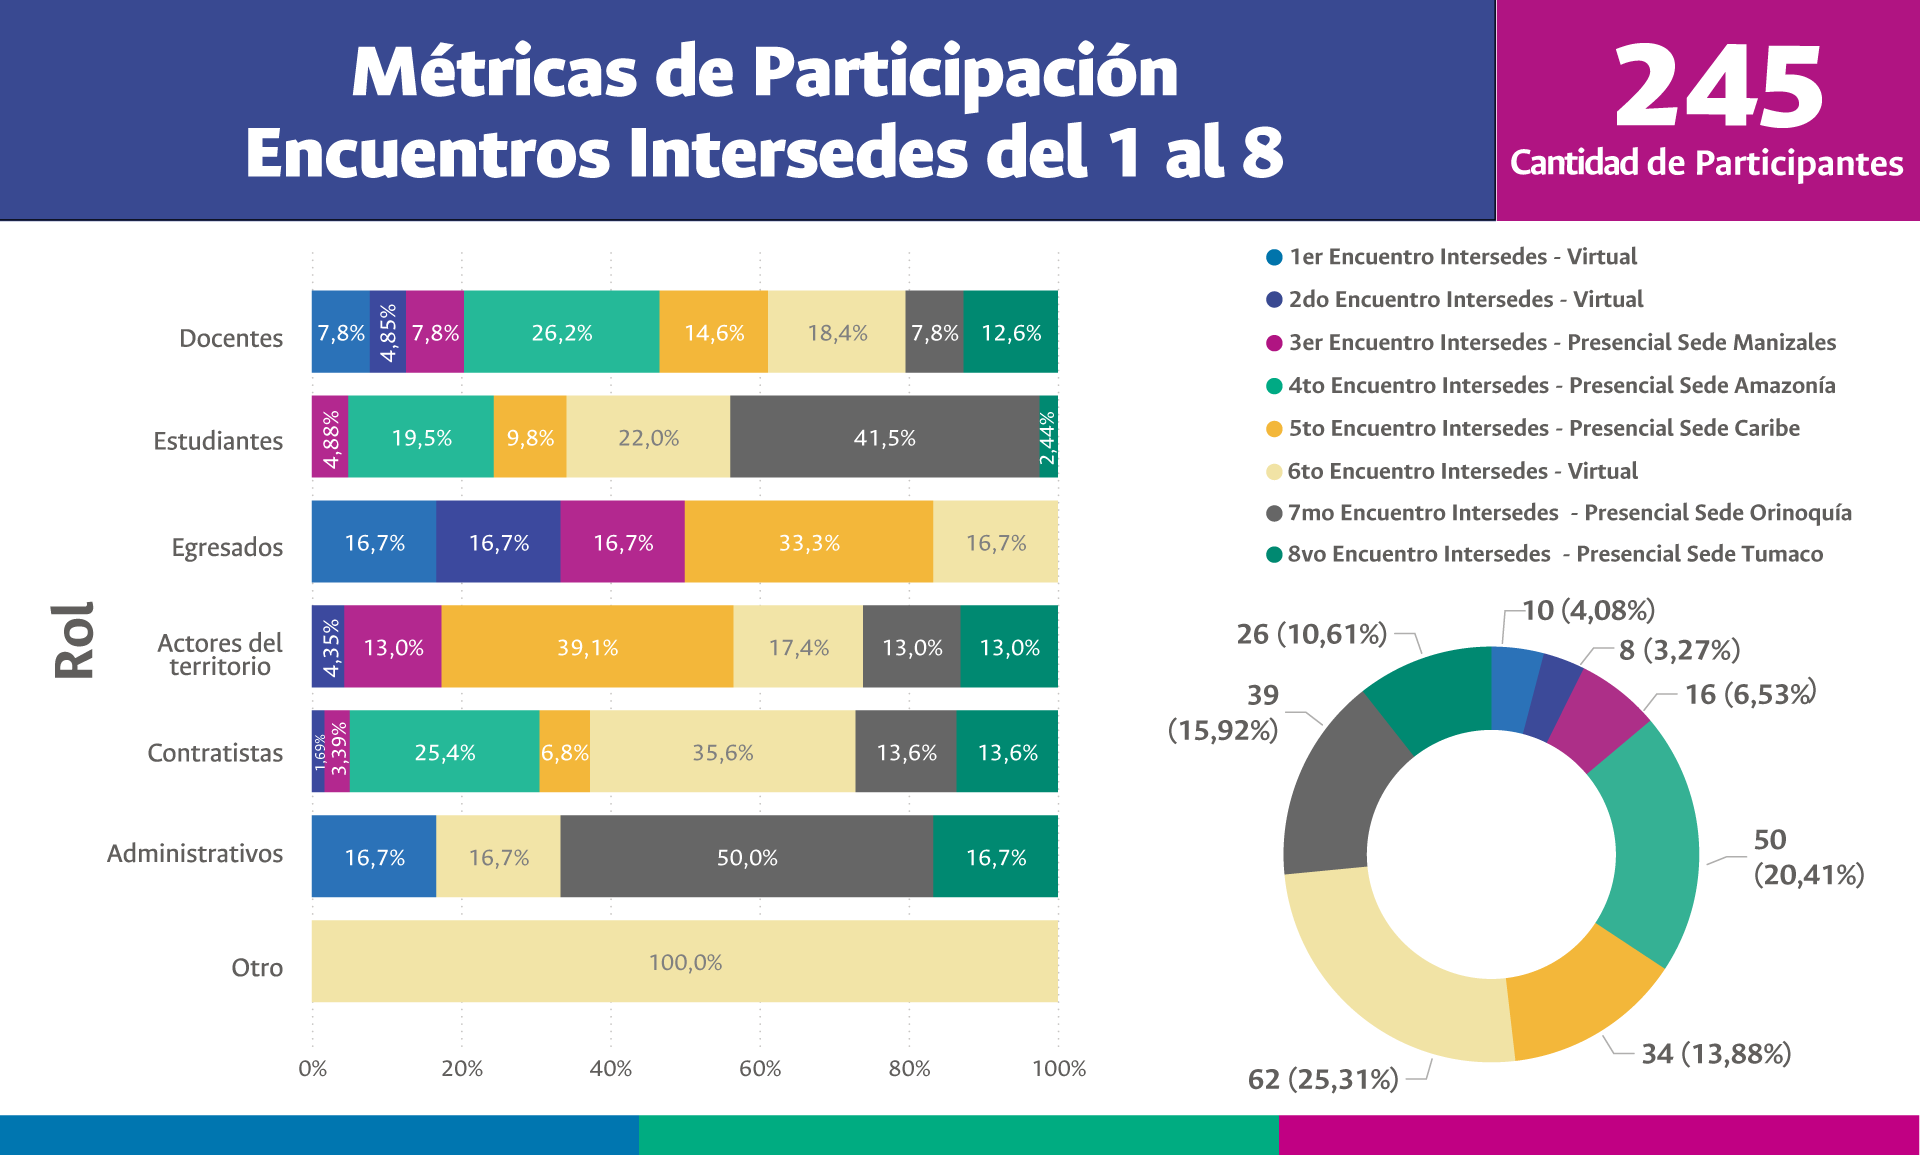 Métricas de Participación
Encuentros Intersedes del 1 al 8
245
Cantidad de Participantes
Rol
Docentes
7,8%
4,85%
7,8%
26,2%
14,6%
18,4%
7,8%
12,6%
Estudiantes
4,88%
19,5%
9,8%
22,0%
41,5%
2,44%
Egresados
16,7%
16,7%
16,7%
33,3%
16,7%
Actores del
territorio
4,35%
13,0%
39,1%
17,4%
13,0%
13,0%
Contratistas
1,69%
3,39%
25,4%
6,8%
35,6%
13,6%
13,6%
Administrativos
16,7%
16,7%
50,0%
16,7%
Otro
100,0%
0%
20%
40%
60%
80%
100%
1er Encuentro Intersedes - Virtual
2do Encuentro Intersedes - Virtual
3er Encuentro Intersedes - Presencial Sede Manizales
4to Encuentro Intersedes - Presencial Sede Amazonía
5to Encuentro Intersedes - Presencial Sede Caribe
6to Encuentro Intersedes - Virtual
7mo Encuentro Intersedes - Presencial Sede Orinoquía
8vo Encuentro Intersedes - Presencial Sede Tumaco
10 (4,08%)
8 (3,27%)
16 (6,53%)
50
(20,41%)
34 (13,88%)
62 (25,31%)
39
(15,92%)
26 (10,61%)